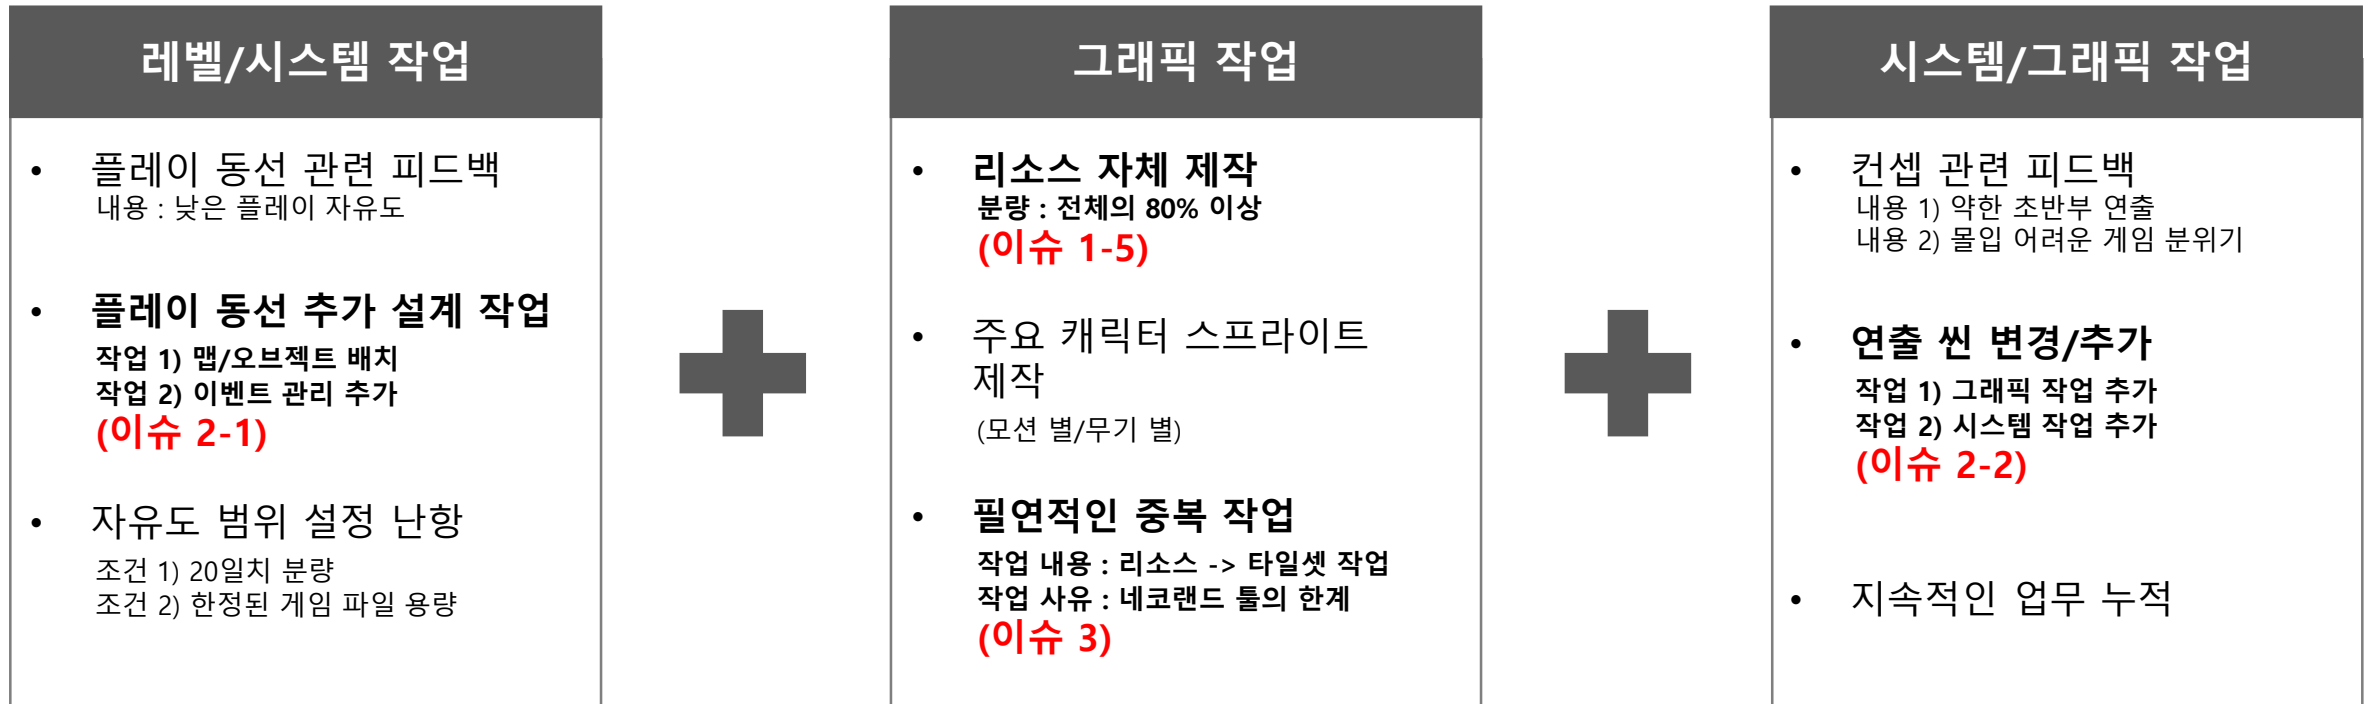 레벨/시스템 작업
• 플레이 동선 관련 피드백
내용 : 낮은 플레이 자유도
• 플레이 동선 추가 설계 작업
작업 1) 맵/오브젝트 배치
작업 2) 이벤트 관리 추가
(이슈 2-1)
• 자유도 범위 설정 난항
조건 1) 20일치 분량
조건 2) 한정된 게임 파일 용량
그래픽 작업
• 리소스 자체 제작
분량 : 전체의 80% 이상
(이슈 1-5)
• 주요 캐릭터 스프라이트
제작
(모션 별/무기 별)
• 필연적인 중복 작업
작업 내용 : 리소스 -> 타일셋 작업
작업 사유 : 네코랜드 툴의 한계
(이슈 3)
시스템/그래픽 작업
• 컨셉 관련 피드백
내용 1) 약한 초반부 연출
내용 2) 몰입 어려운 게임 분위기
• 연출 씬 변경/추가
작업 1) 그래픽 작업 추가
작업 2) 시스템 작업 추가
(이슈 2-2)
• 지속적인 업무 누적